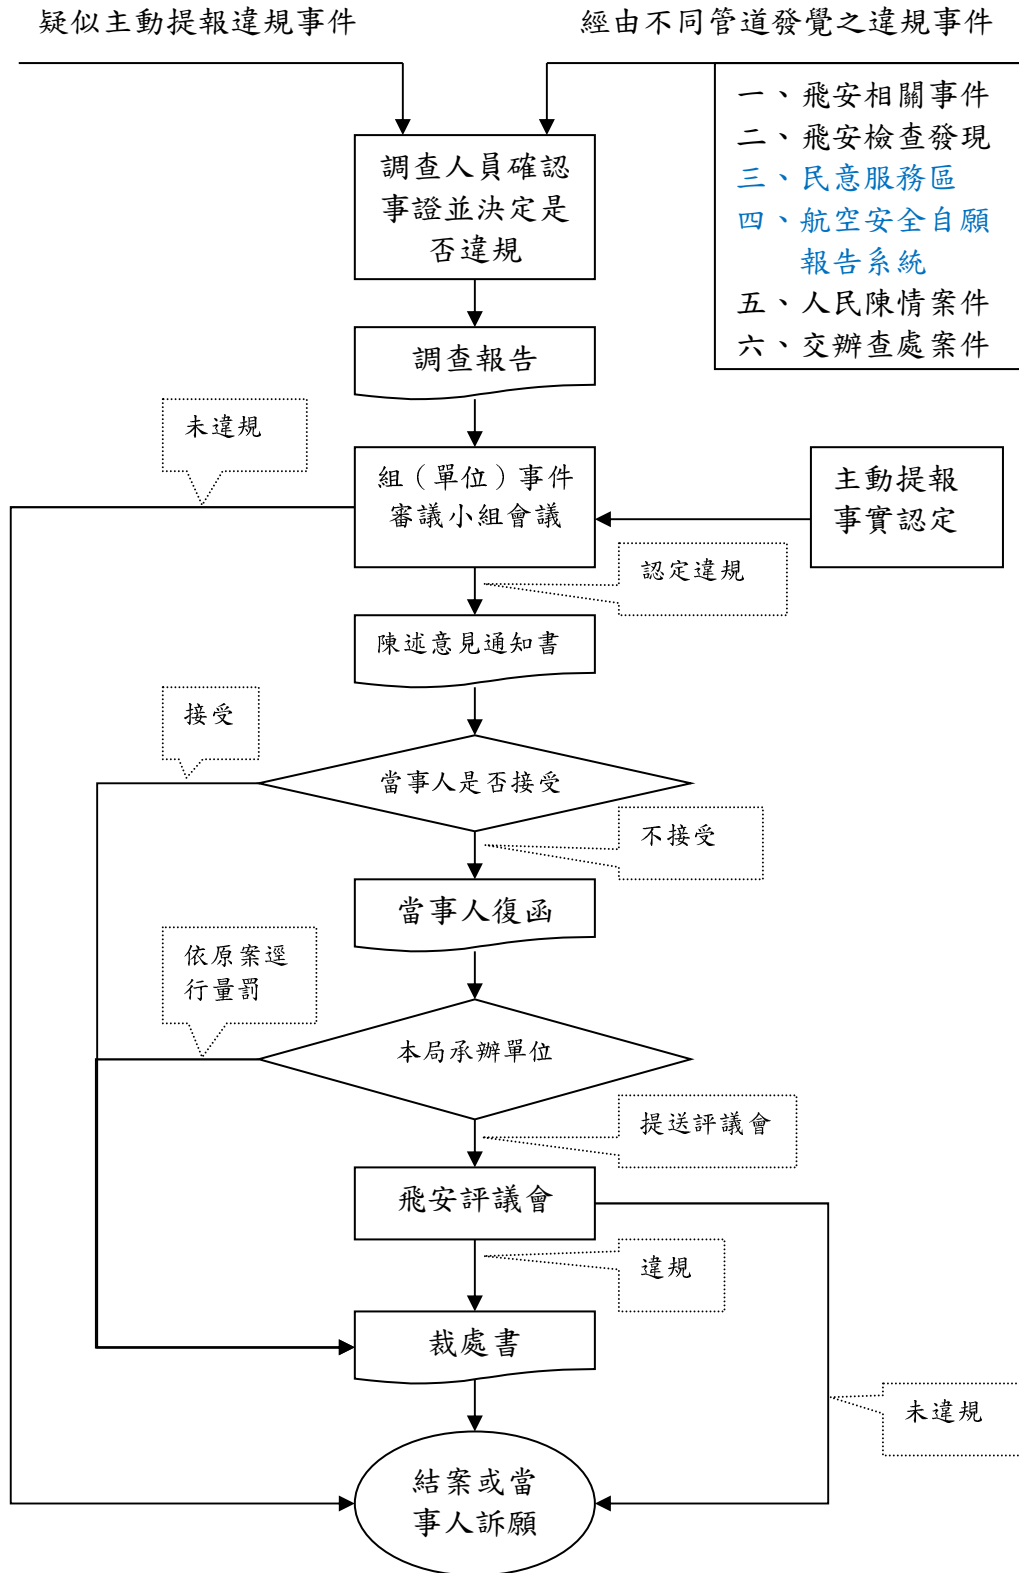 疑似主動提報違規事件
經由不同管道發覺之違規事件
一、飛安相關事件
二、飛安檢查發現
三、民意服務區
四、航空安全自願
報告系統
五、人民陳情案件
六、交辦查處案件
調查人員確認
事證並決定是
否違規
調查報告
未違規
組（單位）事件
審議小組會議
主動提報
事實認定
認定違規
陳述意見通知書
接受
當事人是否接受
不接受
當事人復函
依原案逕
行量罰
本局承辦單位
提送評議會
飛安評議會
違規
裁處書
未違規
結案或當
事人訴願